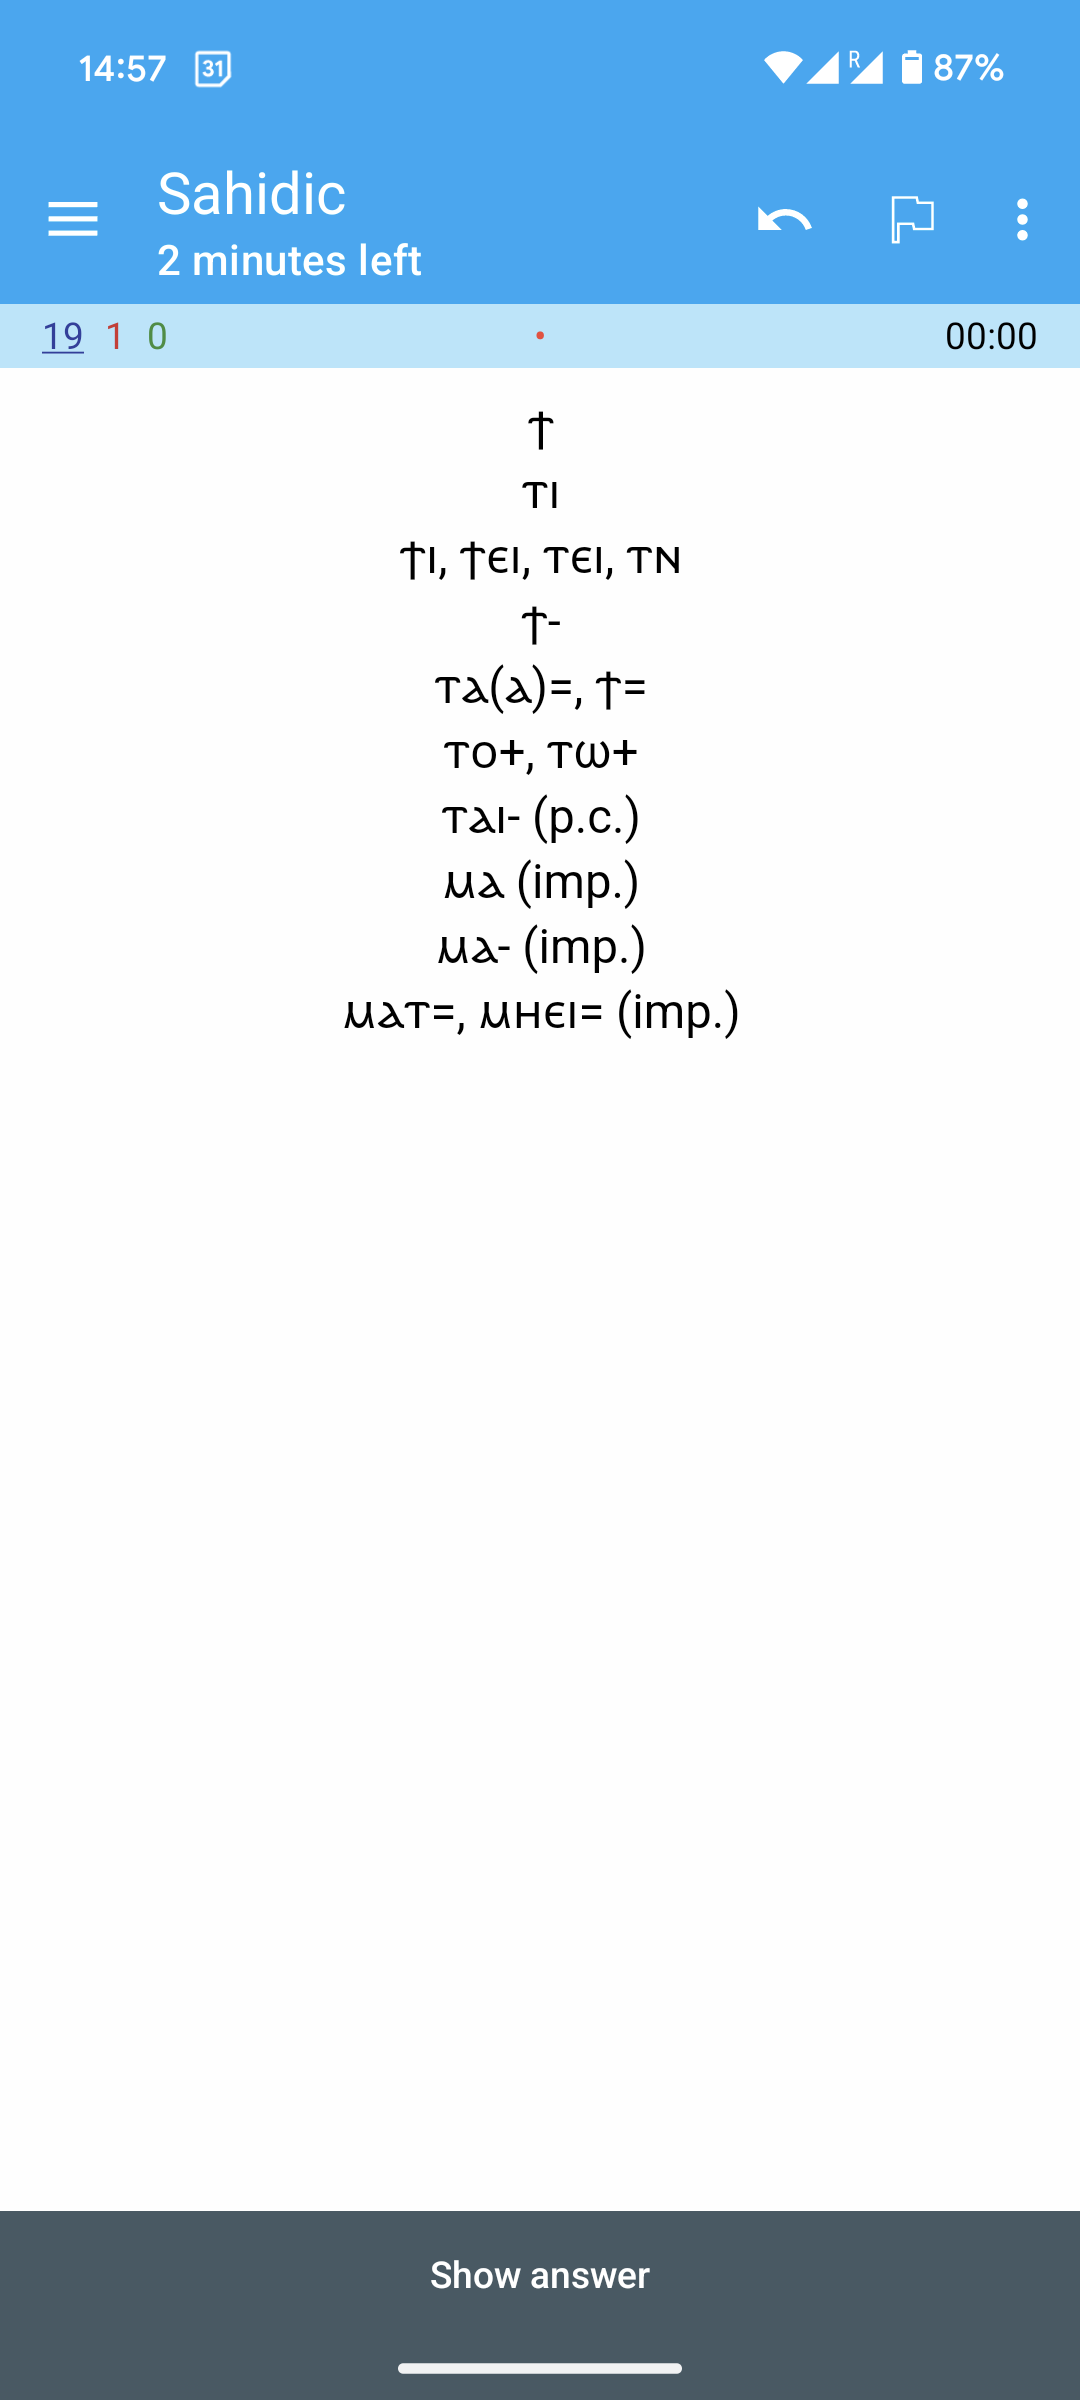 14:57 31 R 87%
Sahidic
2 minutes left
19 1 0 00:00
ϯ
ⲧⲓ
ϯⲓ, ϯⲉⲓ, ⲧⲉⲓ, ⲧⲛ
ϯ-
ⲧⲁ(ⲁ)=, ϯ=
ⲧⲟ+, ⲧⲱ+
ⲧⲁⲓ- (p.c.)
ⲙⲁ (imp.)
ⲙⲁ- (imp.)
ⲙⲁⲧ=, ⲙⲏⲉⲓ= (imp.)
Show answer